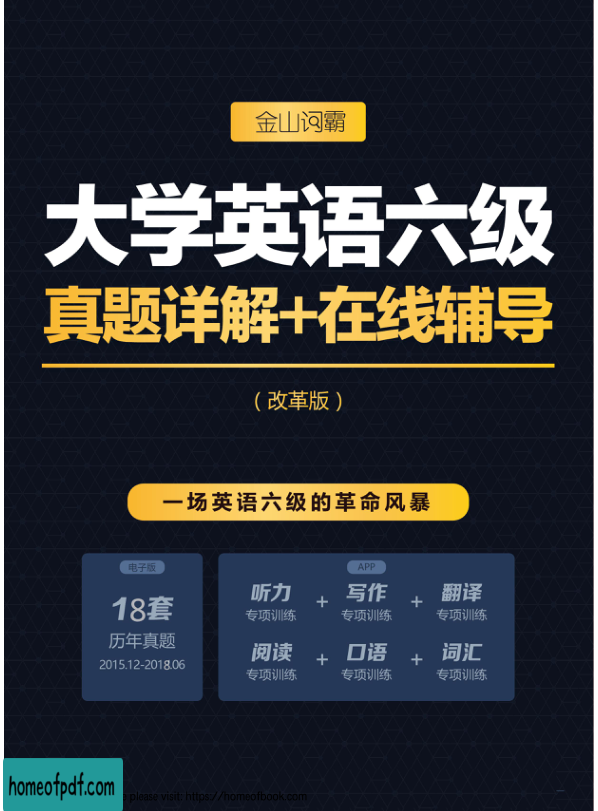 金山词霸
大学英语六级
真题详解+在线辅导
（改革版）
一场英语六级的革命风暴
电子版
18套
历年真题
2015.12-2018.06
APP
听力 + 写作 + 翻译
专项训练 专项训练 专项训练
阅读 + 口语 + 词汇
专项训练 专项训练 专项训练
homeofpdf.com
please visit: https://homeofbook.com